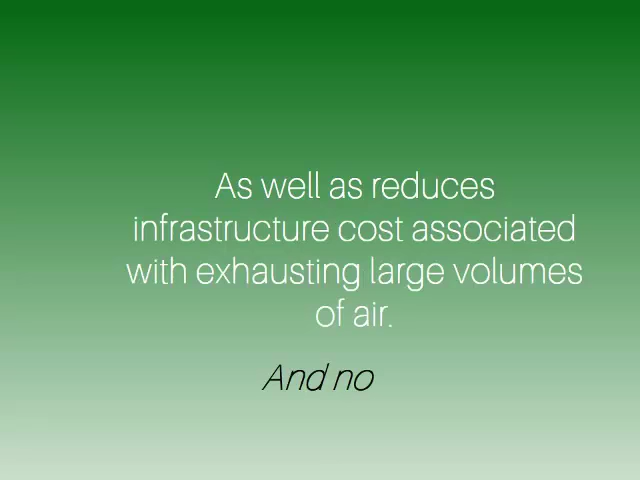 As well as reduces
infrastructure cost associated
with exhausting large volumes
of air.
And no